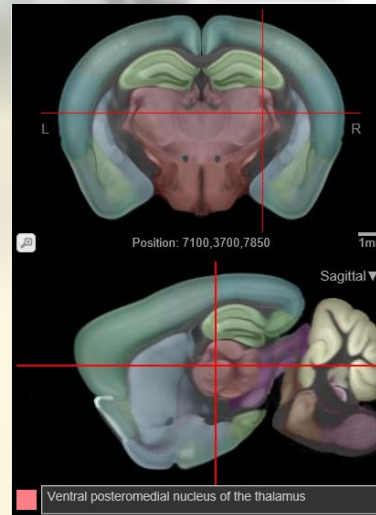 L R
Position: 7100,3700,7850 1m
Sagittal▼
Ventral posteromedial nucleus of the thalamus